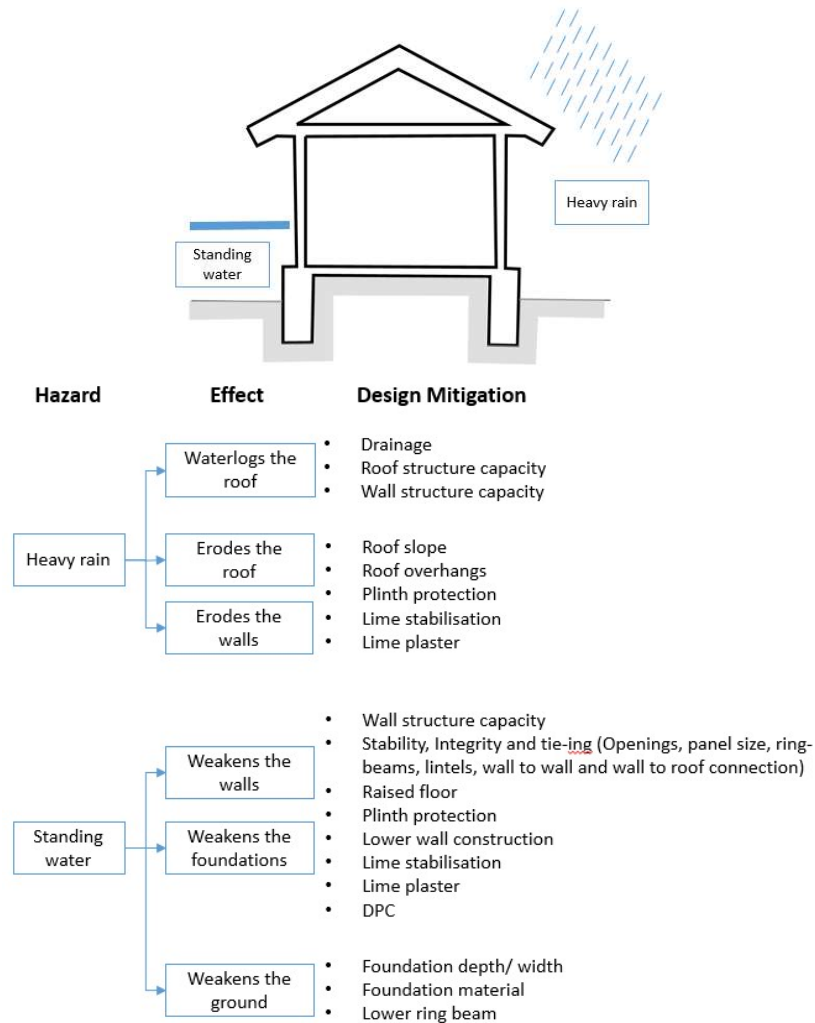 Heavy rain
Standing
water
Hazard
Effect
Design Mitigation
Waterlogs the
roof
• Drainage
• Roof structure capacity
• Wall structure capacity
Heavy rain
Erodes the
roof
Erodes the
walls
• Roof slope
• Roof overhangs
• Plinth protection
• Lime stabilisation
• Lime plaster
Standing
water
Weakens the
walls
Weakens the
foundations
• Wall structure capacity
• Stability, Integrity and tie-ing (Openings, panel size, ring-
beams, lintels, wall to wall and wall to roof connection)
• Raised floor
• Plinth protection
• Lower wall construction
• Lime stabilisation
• Lime plaster
• DPC
Weakens the
ground
• Foundation depth/ width
• Foundation material
• Lower ring beam